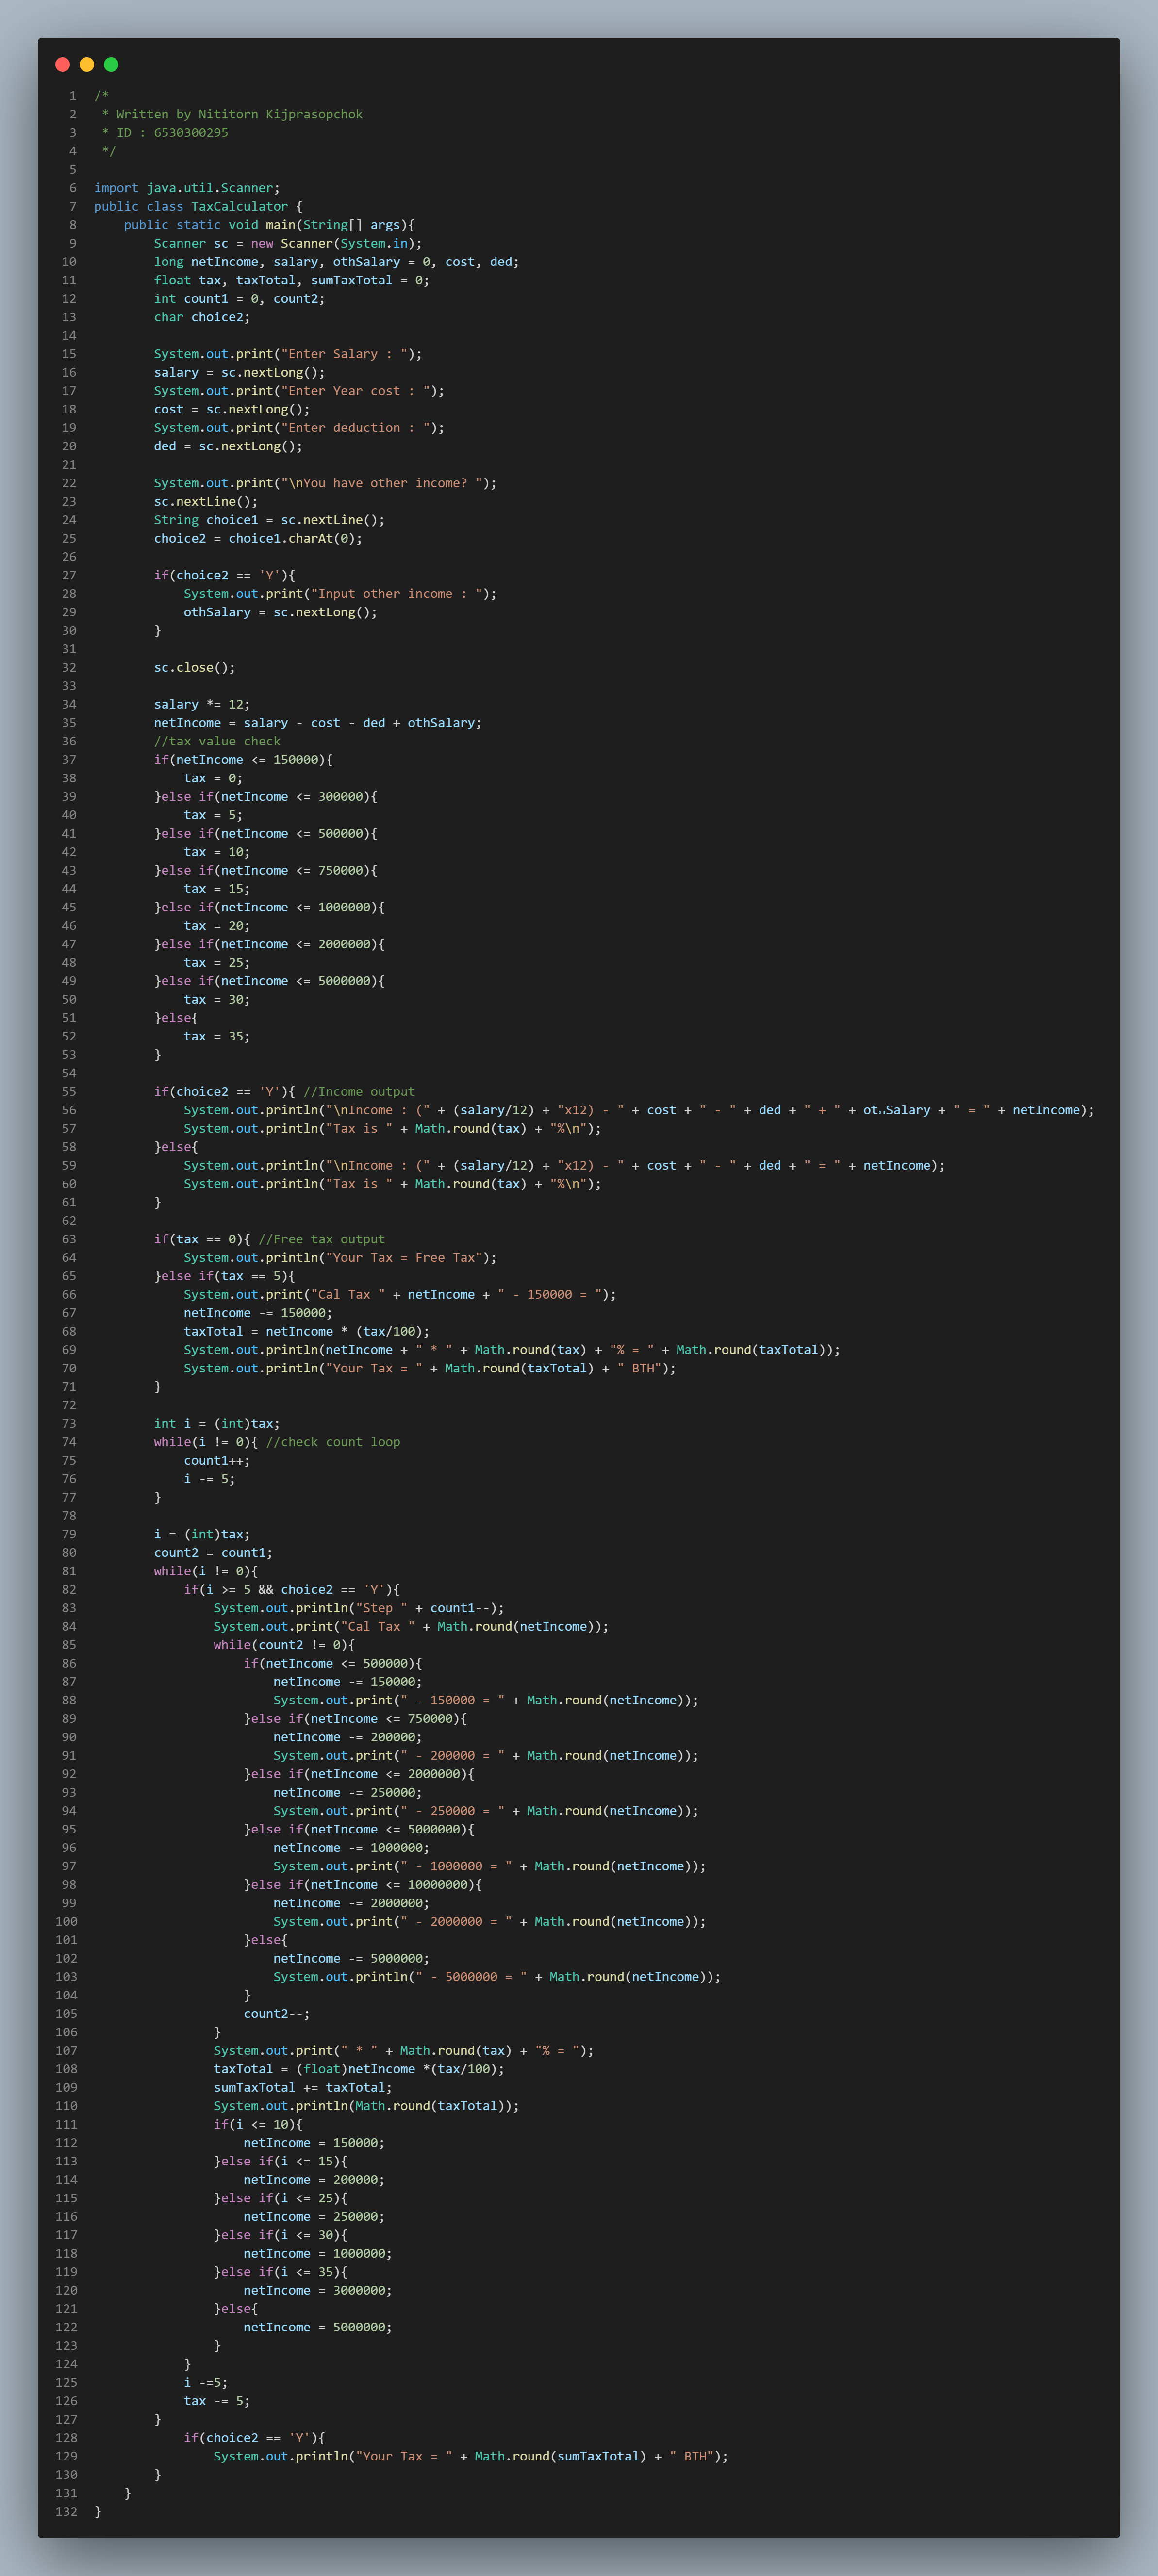 1 /*
2  * Written by Nititorn Kijprasopchok
3  * ID : 6530300295
4  */
5
6 import java.util.Scanner;
7 public class TaxCalculator {
8     public static void main(String[] args){
9         Scanner sc = new Scanner(System.in);
10         long netIncome, salary, othSalary = 0, cost, ded;
11         float tax, taxTotal, sumTaxTotal = 0;
12         int count1 = 0, count2;
13         char choice2;
14
15         System.out.print("Enter Salary : ");
16         salary = sc.nextLong();
17         System.out.print("Enter Year cost : ");
18         cost = sc.nextLong();
19         System.out.print("Enter deduction : ");
20         ded = sc.nextLong();
21
22         System.out.print("\nYou have other income? ");
23         sc.nextLine();
24         String choice1 = sc.nextLine();
25         choice2 = choice1.charAt(0);
26
27         if(choice2 == 'Y'){
28             System.out.print("Input other income : ");
29             othSalary = sc.nextLong();
30         }
31
32         sc.close();
33
34         salary *= 12;
35         netIncome = salary - cost - ded + othSalary;
36         //tax value check
37         if(netIncome <= 150000){
38             tax = 0;
39         }else if(netIncome <= 300000){
40             tax = 5;
41         }else if(netIncome <= 500000){
42             tax = 10;
43         }else if(netIncome <= 750000){
44             tax = 15;
45         }else if(netIncome <= 1000000){
46             tax = 20;
47         }else if(netIncome <= 2000000){
48             tax = 25;
49         }else if(netIncome <= 5000000){
50             tax = 30;
51         }else{
52             tax = 35;
53         }
54
55         if(choice2 == 'Y'){ //Income output
56             System.out.println("\nIncome : (" + (salary/12) + "x12) - " + cost + " - " + ded + " + " + othSalary + " = " + netIncome);
57             System.out.println("Tax is " + Math.round(tax) + "%\n");
58         }else{
59             System.out.println("\nIncome : (" + (salary/12) + "x12) - " + cost + " - " + ded + " = " + netIncome);
60             System.out.println("Tax is " + Math.round(tax) + "%\n");
61         }
62
63         if(tax == 0){ //Free tax output
64             System.out.println("Your Tax = Free Tax");
65         }else if(tax == 5){
66             System.out.print("Cal Tax " + netIncome + " - 150000 = ");
67             netIncome -= 150000;
68             taxTotal = netIncome * (tax/100);
69             System.out.println(netIncome + " * " + Math.round(tax) + "% = " + Math.round(taxTotal));
70             System.out.println("Your Tax = " + Math.round(taxTotal) + " BTH");
71         }
72
73         int i = (int)tax;
74         while(i != 0){ //check count loop
75             count1++;
76             i -= 5;
77         }
78
79         i = (int)tax;
80         count2 = count1;
81         while(i != 0){
82             if(i >= 5 && choice2 == 'Y'){
83                 System.out.println("Step " + count1--);
84                 System.out.print("Cal Tax " + Math.round(netIncome));
85                 while(count2 != 0){
86                     if(netIncome <= 500000){
87                         netIncome -= 150000;
88                         System.out.print(" - 150000 = " + Math.round(netIncome));
89                     }else if(netIncome <= 750000){
90                         netIncome -= 200000;
91                         System.out.print(" - 200000 = " + Math.round(netIncome));
92                     }else if(netIncome <= 2000000){
93                         netIncome -= 250000;
94                         System.out.print(" - 250000 = " + Math.round(netIncome));
95                     }else if(netIncome <= 5000000){
96                         netIncome -= 1000000;
97                         System.out.print(" - 1000000 = " + Math.round(netIncome));
98                     }else if(netIncome <= 10000000){
99                         netIncome -= 2000000;
100                         System.out.print(" - 2000000 = " + Math.round(netIncome));
101                     }else{
102                         netIncome -= 5000000;
103                         System.out.println(" - 5000000 = " + Math.round(netIncome));
104                     }
105                     count2--;
106                 }
107                 System.out.print(" * " + Math.round(tax) + "% = ");
108                 taxTotal = (float)netIncome *(tax/100);
109                 sumTaxTotal += taxTotal;
110                 System.out.println(Math.round(taxTotal));
111                 if(i <= 10){
112                     netIncome = 150000;
113                 }else if(i <= 15){
114                     netIncome = 200000;
115                 }else if(i <= 25){
116                     netIncome = 250000;
117                 }else if(i <= 30){
118                     netIncome = 1000000;
119                 }else if(i <= 35){
120                     netIncome = 3000000;
121                 }else{
122                     netIncome = 5000000;
123                 }
124             }
125             i -=5;
126             tax -= 5;
127         }
128             if(choice2 == 'Y'){
129                 System.out.println("Your Tax = " + Math.round(sumTaxTotal) + " BTH");
130         }
131     }
132 }